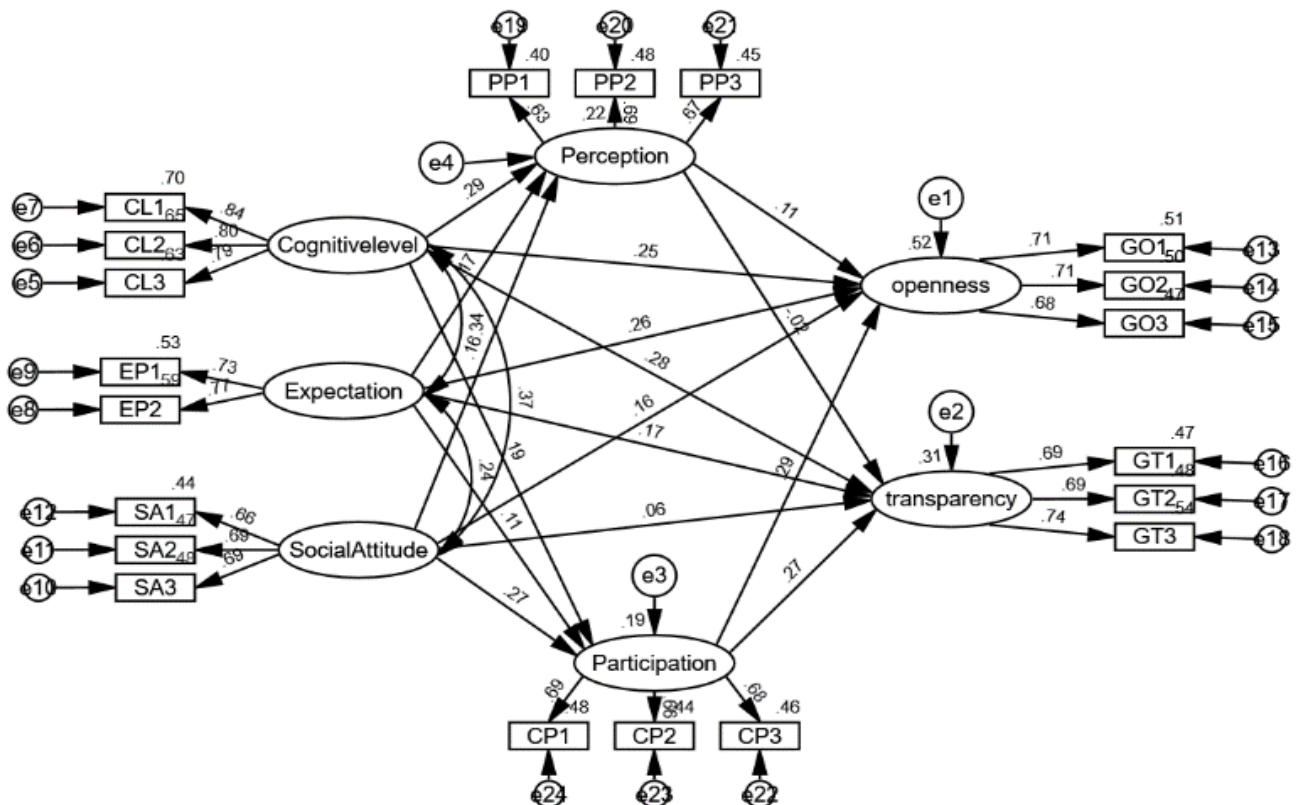 e19 e20 e21
.40 .48 .45
PP1 PP2 PP3
.63 .22 .69 .67
e4 Perception
.29 .11
e7 CL1 .70 .84
e6 CL2 .65 .80
e5 CL3 .63 .79
Cognitivelevel
.25
e1
.52
openness
.71 GO1 .51 e13
.71 GO2 .50 e14
.68 GO3 .47 e15
.17
-.02
.26
.16 .34
.28
.37
e9 EP1 .53 .73
e8 EP2 .59 .77
Expectation
.16
.17
.19
.24
.11
.29
e2
.31
transparency
.69 GT1 .47 e16
.69 GT2 .48 e17
.74 GT3 .54 e18
e12 SA1 .44 .66
e11 SA2 .47 .69
e10 SA3 .48 .69
SocialAttitude
.06
.27
.27
e3
.19
Participation
.69 .66 .68
.48 .44 .46
CP1 CP2 CP3
e24 e23 e22